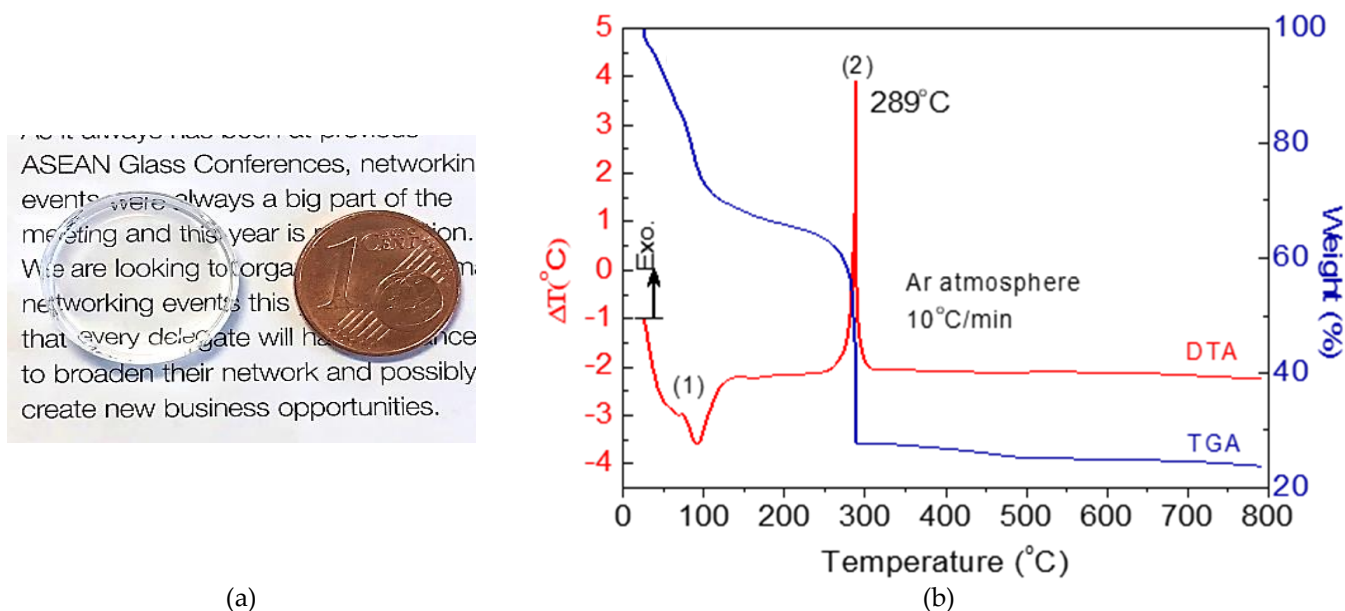 As it always has been at previous
ASEAN Glass Conferences, networkin
events were always a big part of the
meeting and this year is
We are looking to
networking events this
that every delegate will
to broaden their network and possibly
create new business opportunities.
1
CENT
(a)
5
4
3
2
1
0
-1
-2
-3
-4
ΔT(°C)
Exo.
(1)
(2)
289°C
Ar atmosphere
10°C/min
DTA
TGA
100
80
60
40
20
Weight (%)
0 100 200 300 400 500 600 700 800
Temperature (°C)
(b)